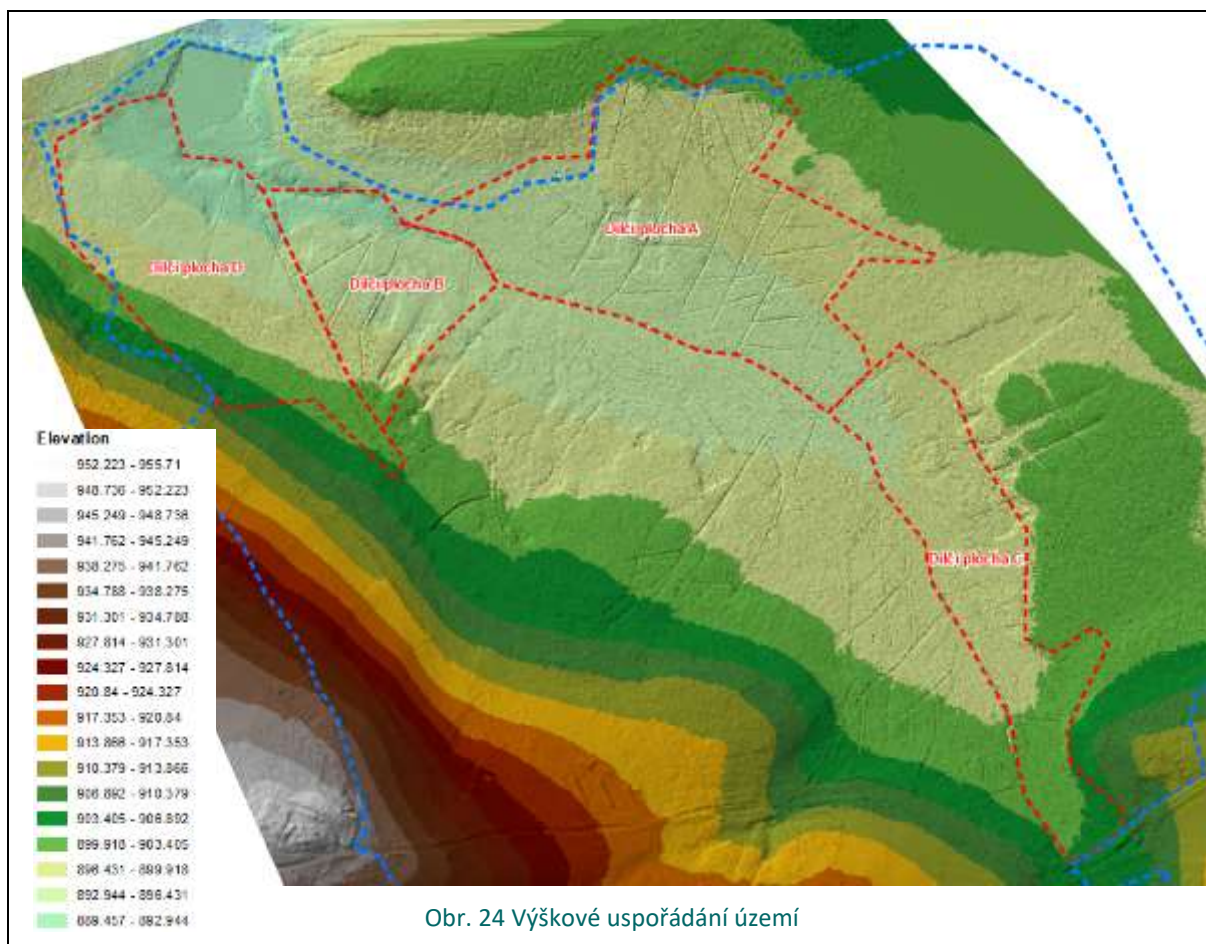 Dílčí plocha A
Dílčí plocha D
Dílčí plocha B
Dílčí plocha C
Elevation
952.223 - 955.71
948.736 - 952.223
945.249 - 948.736
941.762 - 945.249
938.275 - 941.762
934.788 - 938.275
931.301 - 934.788
927.814 - 931.301
924.327 - 927.814
920.84 - 924.327
917.353 - 920.84
913.866 - 917.353
910.379 - 913.866
906.892 - 910.379
903.405 - 906.892
899.918 - 903.405
896.431 - 899.918
892.944 - 896.431
889.457 - 892.944
Obr. 24 Výškové uspořádání území